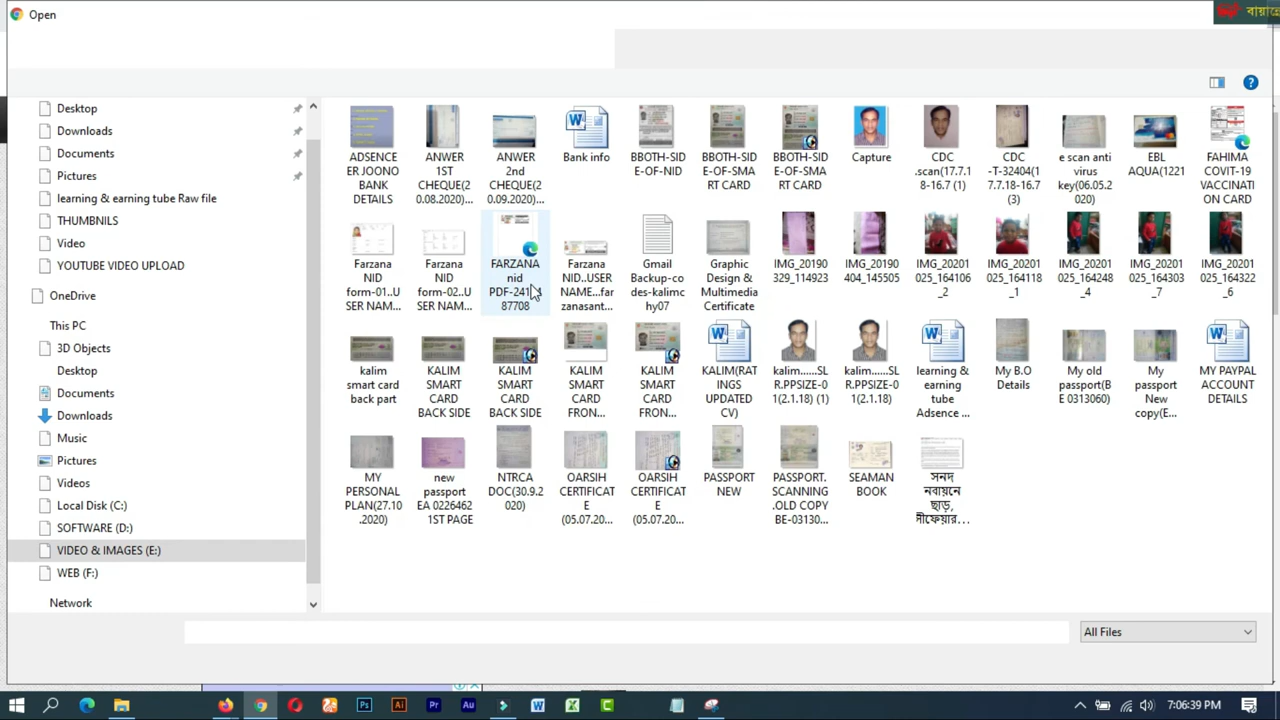 Open
বায়ান্নো
Desktop
Downloads
Documents
Pictures
learning & earning tube Raw file
THUMBNILS
Video
YOUTUBE VIDEO UPLOAD
OneDrive
This PC
3D Objects
Desktop
Documents
Downloads
Music
Pictures
Videos
Local Disk (C:)
SOFTWARE (D:)
VIDEO & IMAGES (E:)
WEB (F:)
Network
ADSENCE
ER JOONO
BANK
DETAILS
ANWER
1ST
CHEQUE(2
0.08.2020)...
ANWER
2nd
CHEQUE(2
0.09.2020)...
Bank info
BBOTH-SID
E-OF-NID
BBOTH-SID
E-OF-SMA
RT CARD
BBOTH-SID
E-OF-SMA
RT CARD
Capture
CDC
.scan(17.7.1
8-16.7 (1)
CDC
-T-32404(1
7.7.18-16.7
(3)
e scan anti
virus
key(06.05.2
020)
EBL
AQUA(1221
FAHIMA
COVIT-19
VACCINATI
ON CARD
Farzana
NID
form-01..U
SER NAM...
Farzana
NID
form-02..U
SER NAM...
FARZANA
nid
87708
Farzana
NID..USER
NAME...far
zanasant...
Gmail
Backup-co
des-kalimc
hy07
Graphic
Design &
Multimedia
Certificate
IMG_20190
329_114923
IMG_20190
404_145505
IMG_20201
025_164106
_2
IMG_20201
025_164118
_1
IMG_20201
025_164248
_4
IMG_20201
025_164303
_7
IMG_20201
025_164322
_6
kalim
smart card
back part
KALIM
SMART
CARD
BACK SIDE
KALIM
SMART
CARD
BACK SIDE
KALIM
SMART
CARD
FRON...
KALIM
SMART
CARD
FRON...
KALIM(RAT
INGS
UPDATED
CV)
kalim......SL
R.PPSIZE-0
1(2.1.18) (1)
kalim......SL
R.PPSIZE-0
1(2.1.18)
learning &
earning
tube
Adsence ...
My B.O
Details
My old
passport(B
E 0313060)
My
passport
New
copy(E...
MY PAYPAL
ACCOUNT
DETAILS
MY
PERSONAL
PLAN(27.10
.2020)
new
passport
EA 0226462
1ST PAGE
NTRCA
DOC(30.9.2
020)
OARSIH
CERTIFICAT
E
(05.07.20...
OARSIH
CERTIFICAT
E
(05.07.20...
PASSPORT
NEW
PASSPORT.
SCANNING
.OLD COPY
BE-03130...
SEAMAN
BOOK
সনদ
নবায়নে
ছাড়,
সীফেয়ার...
All Files
7:06:39 PM